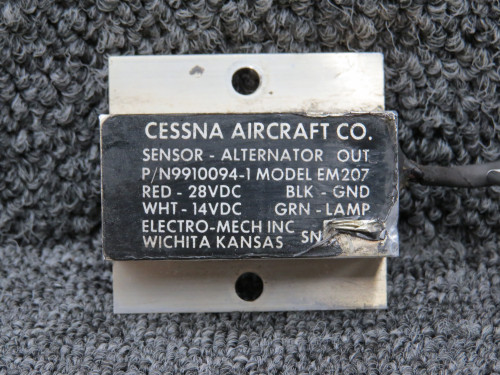 CESSNA AIRCRAFT CO.
SENSOR - ALTERNATOR OUT
P/N9910094-1 MODEL EM207
RED - 28VDC BLK - GND
WHT - 14VDC GRN - LAMP
ELECTRO-MECH INC
WICHITA KANSAS SN